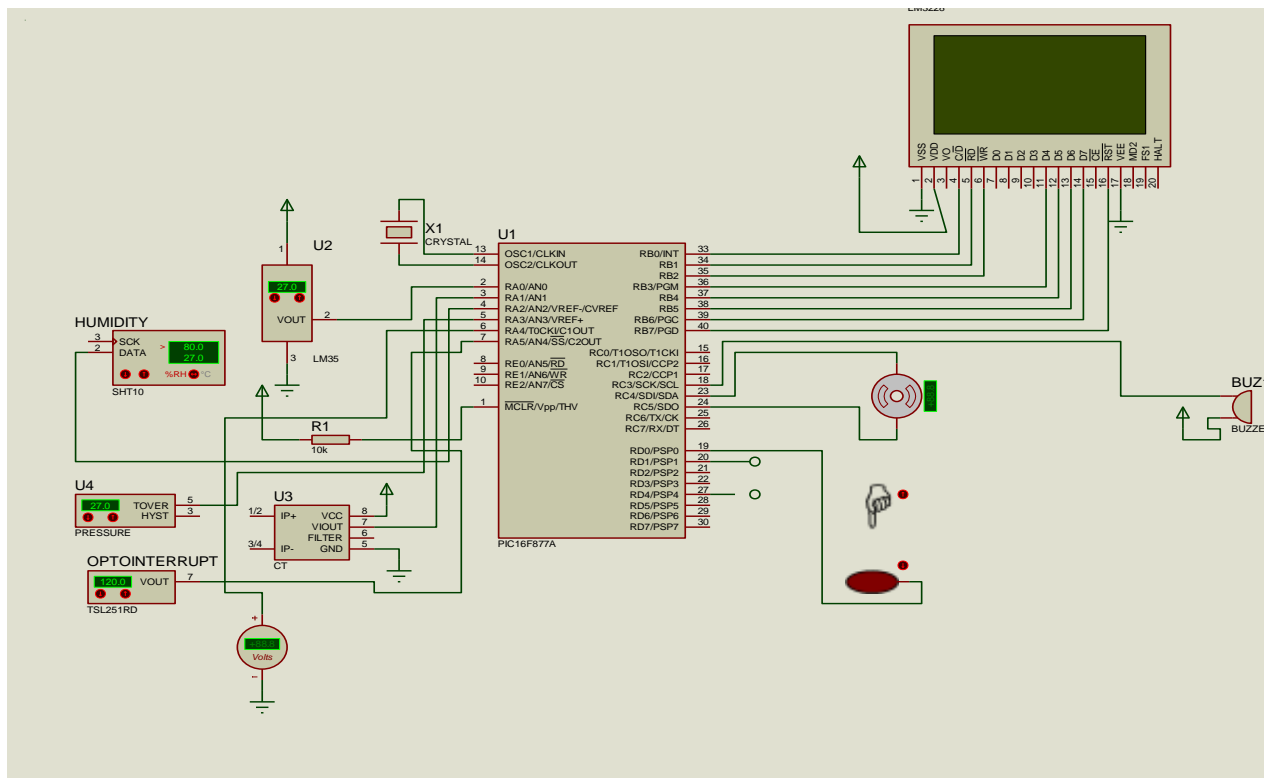 LM3228
VSS
VDD
VO
C/D
RD
WR
D0
D1
D2
D3
D4
D5
D6
D7
CE
RST
VEE
MD2
FS1
HALT
1
2
3
4
5
6
7
8
9
10
11
12
13
14
15
16
17
18
19
20
X1
CRYSTAL
U1
13 OSC1/CLKIN
14 OSC2/CLKOUT
2 RA0/AN0
3 RA1/AN1
4 RA2/AN2/VREF-/CVREF
5 RA3/AN3/VREF+
6 RA4/T0CKI/C1OUT
7 RA5/AN4/SS/C2OUT
8 RE0/AN5/RD
9 RE1/AN6/WR
10 RE2/AN7/CS
1 MCLR/Vpp/THV
RB0/INT 33
RB1 34
RB2 35
RB3/PGM 36
RB4 37
RB5 38
RB6/PGC 39
RB7/PGD 40
RC0/T1OSO/T1CKI 15
RC1/T1OSI/CCP2 16
RC2/CCP1 17
RC3/SCK/SCL 18
RC4/SDI/SDA 23
RC5/SDO 24
RC6/TX/CK 25
RC7/RX/DT 26
RD0/PSP0 19
RD1/PSP1 20
RD2/PSP2 21
RD3/PSP3 22
RD4/PSP4 27
RD5/PSP5 28
RD6/PSP6 29
RD7/PSP7 30
PIC16F877A
U2
1
27.0
VOUT 2
3
LM35
HUMIDITY
3 SCK
2 DATA
>
80.0
27.0
%RH °C
SHT10
R1
10k
U4
27.0
TOVER 5
HYST 3
PRESSURE
U3
1/2 IP+
3/4 IP-
VCC 8
VIOUT 7
FILTER 6
GND 5
CT
OPTOINTERRUPT
120.0
VOUT 7
TSL251RD
+
Volts
BUZ1
BUZZE